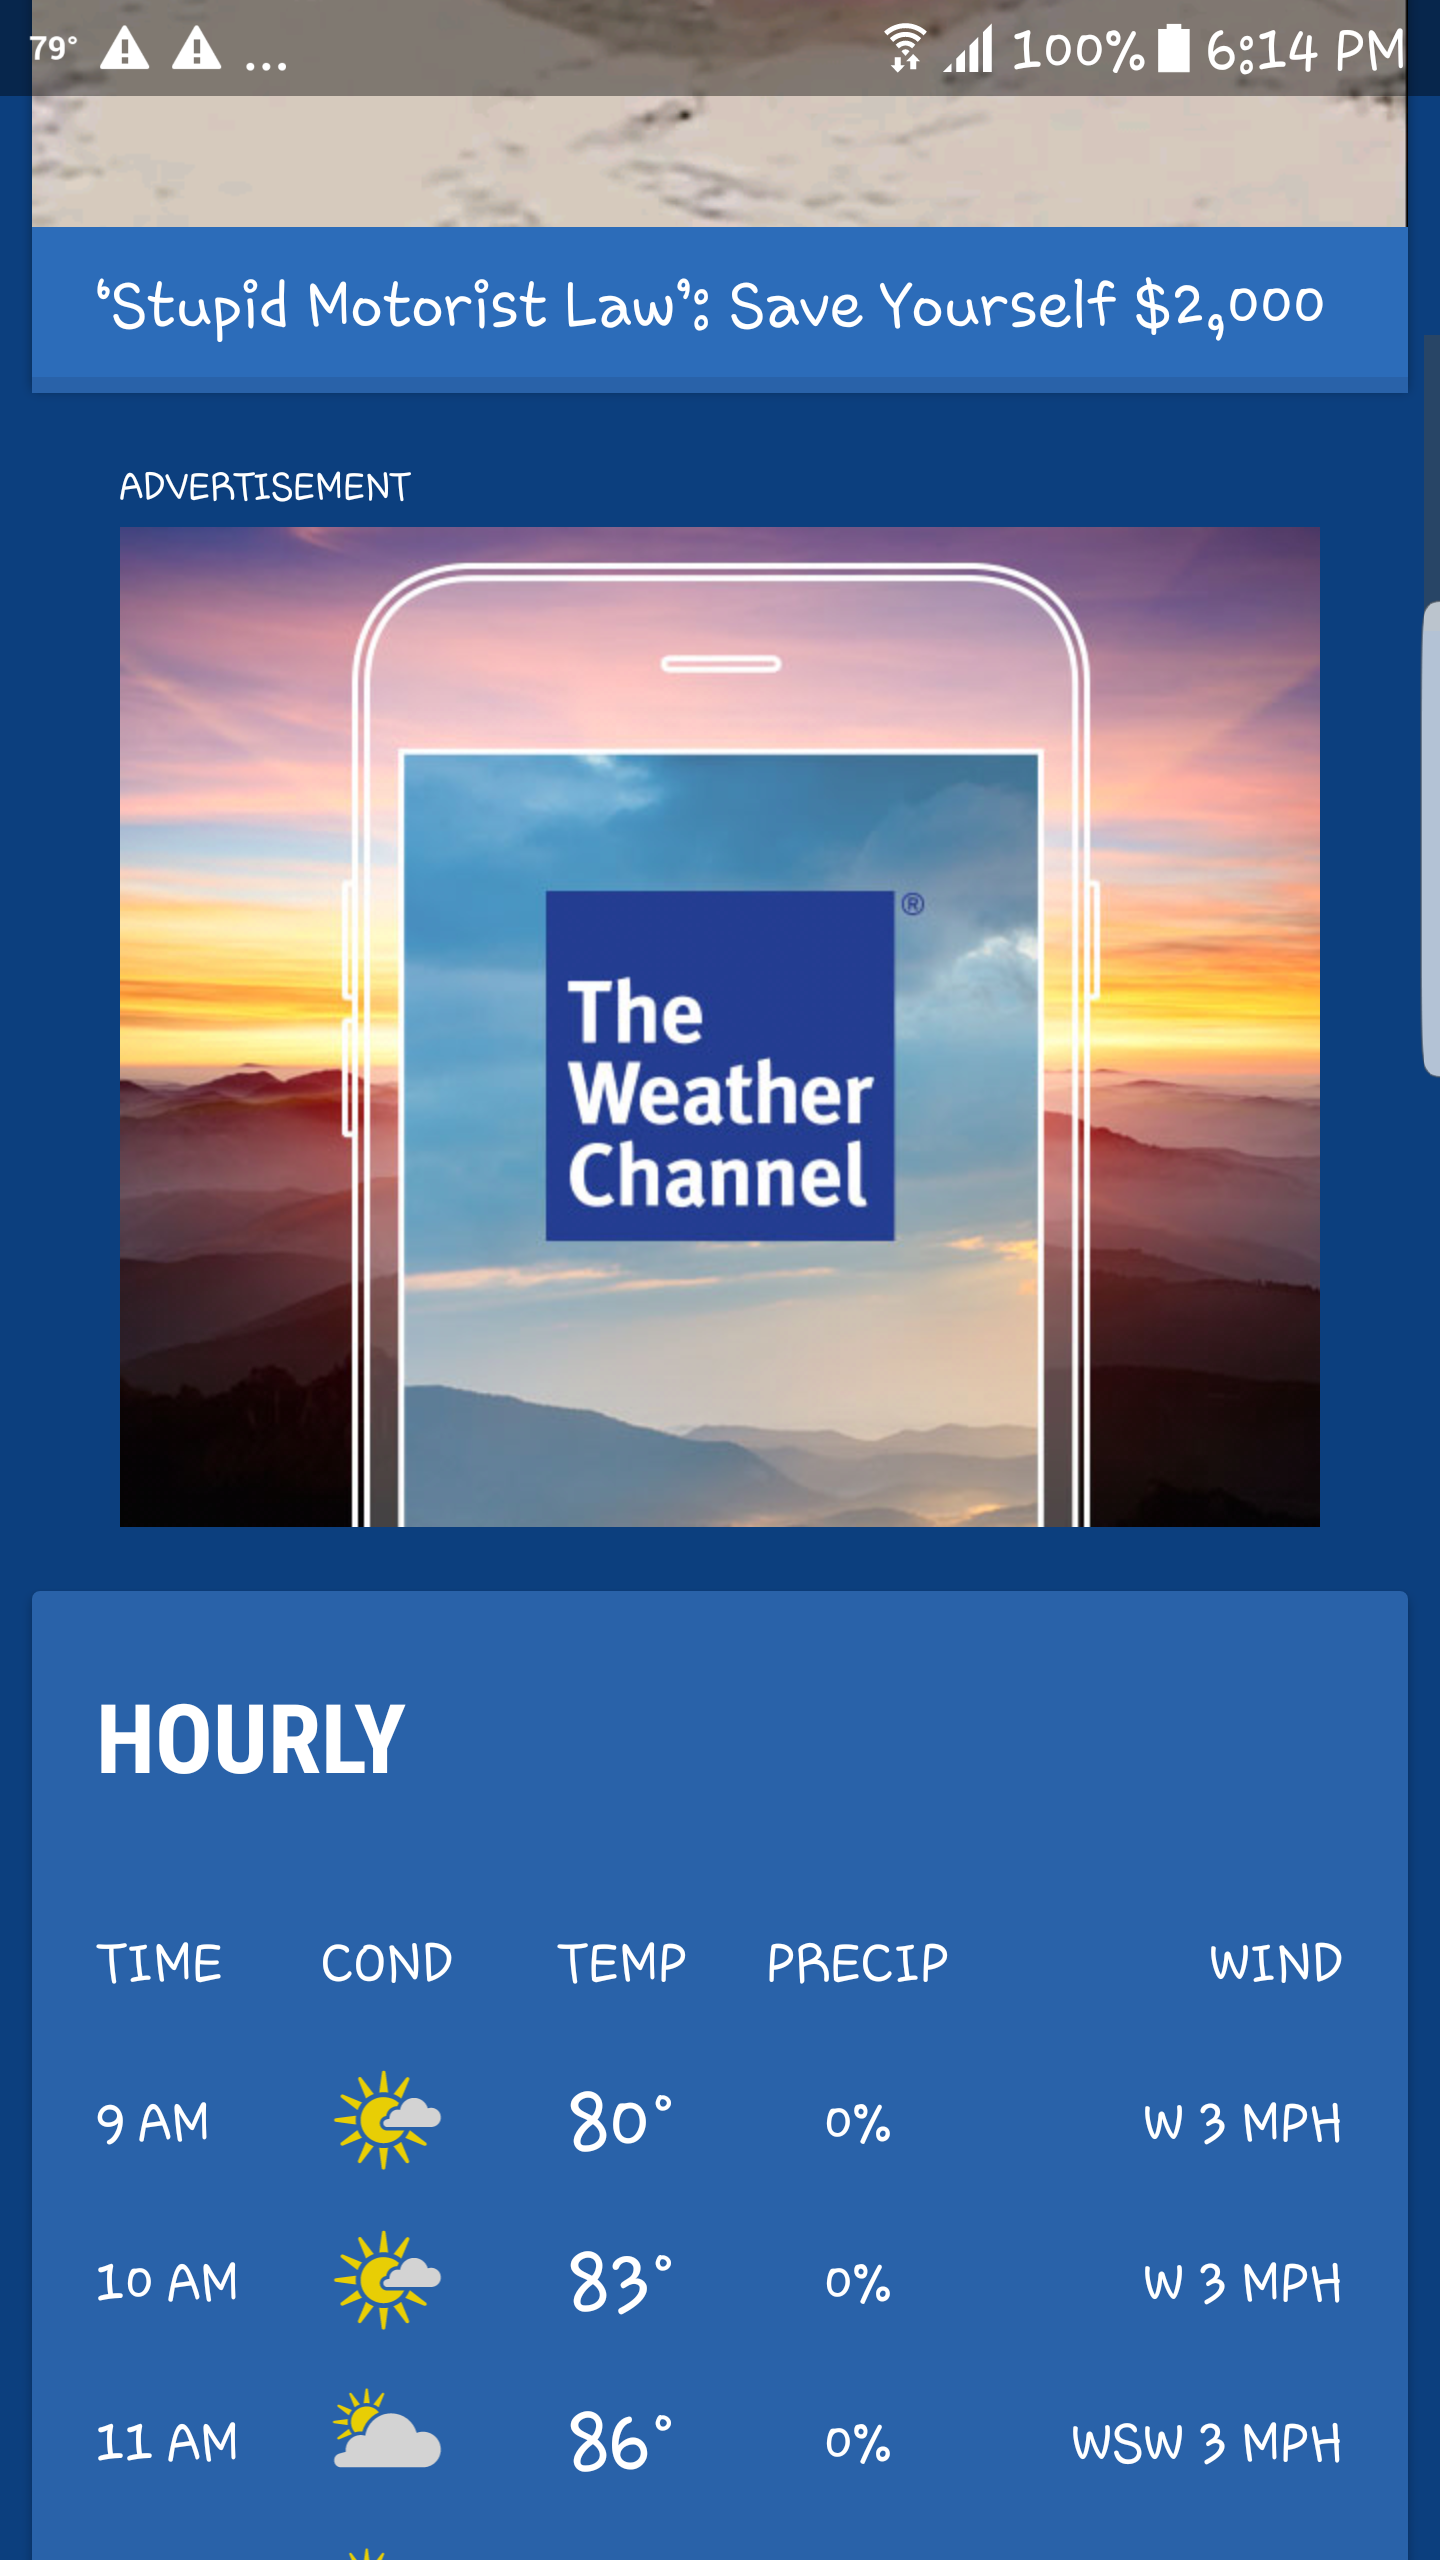 79° ... 100% 6:14 PM
‘Stupid Motorist Law’: Save Yourself $2,000
ADVERTISEMENT
The
Weather
Channel
®
HOURLY
TIME COND TEMP PRECIP WIND
9 AM 80° 0% W 3 MPH
10 AM 83° 0% W 3 MPH
11 AM 86° 0% WSW 3 MPH